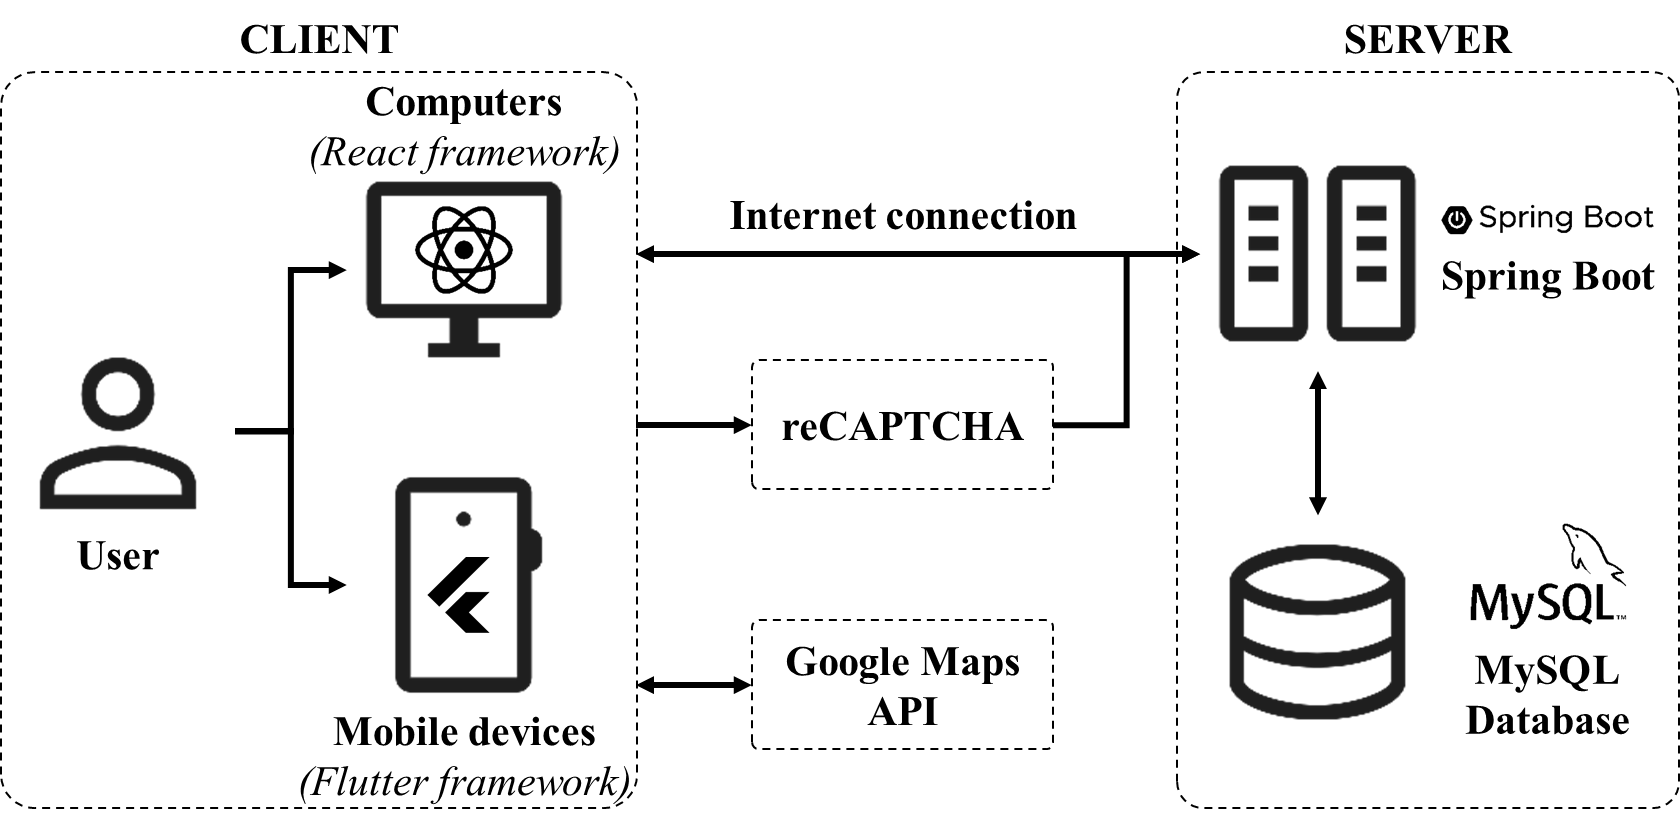 CLIENT
Computers
(React framework)
User
Mobile devices
(Flutter framework)
Internet connection
reCAPTCHA
Google Maps
API
SERVER
Spring Boot
Spring Boot
MySQL™
MySQL
Database